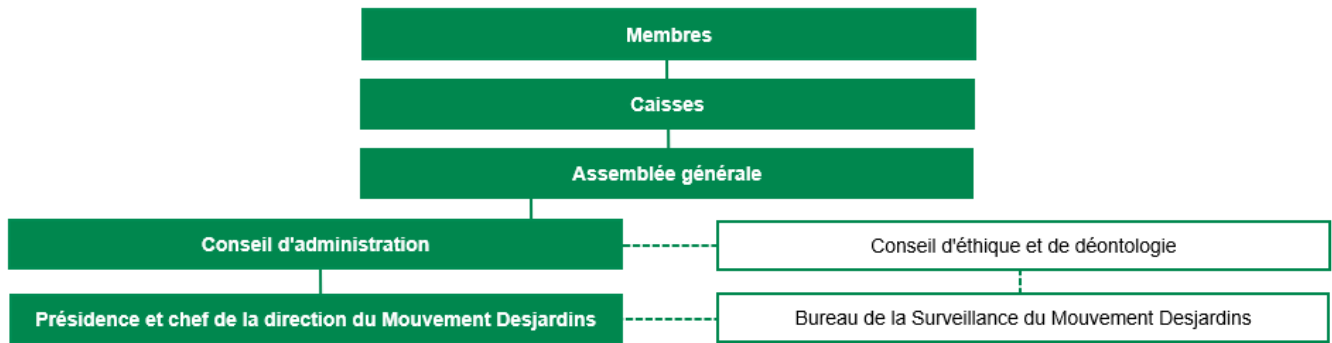 Membres
Caisses
Assemblée générale
Conseil d'administration
Conseil d'éthique et de déontologie
Présidence et chef de la direction du Mouvement Desjardins
Bureau de la Surveillance du Mouvement Desjardins